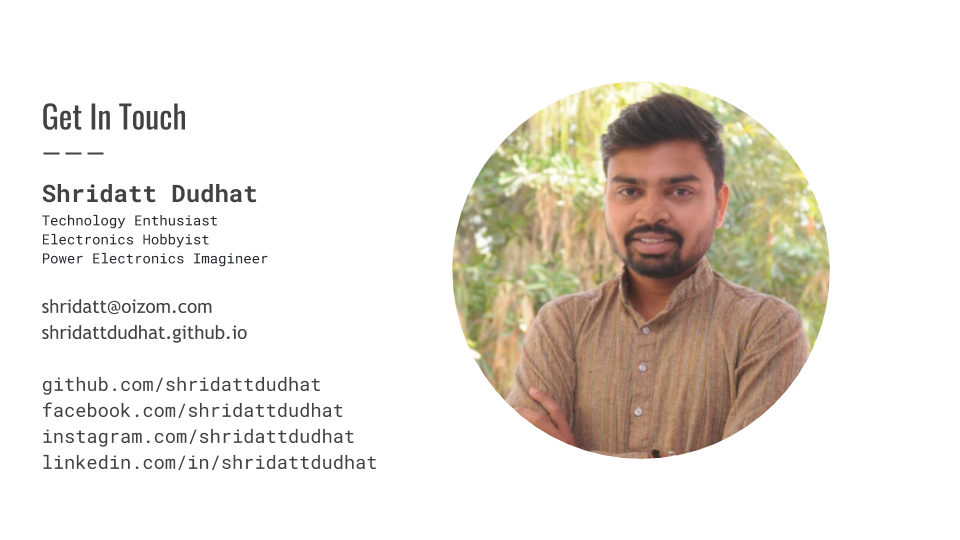 Get In Touch
Shridatt Dudhat
Technology Enthusiast
Electronics Hobbyist
Power Electronics Imagineer
shridatt@oizom.com
shridattdudhat.github.io
github.com/shridattdudhat
facebook.com/shridattdudhat
instagram.com/shridattdudhat
linkedin.com/in/shridattdudhat